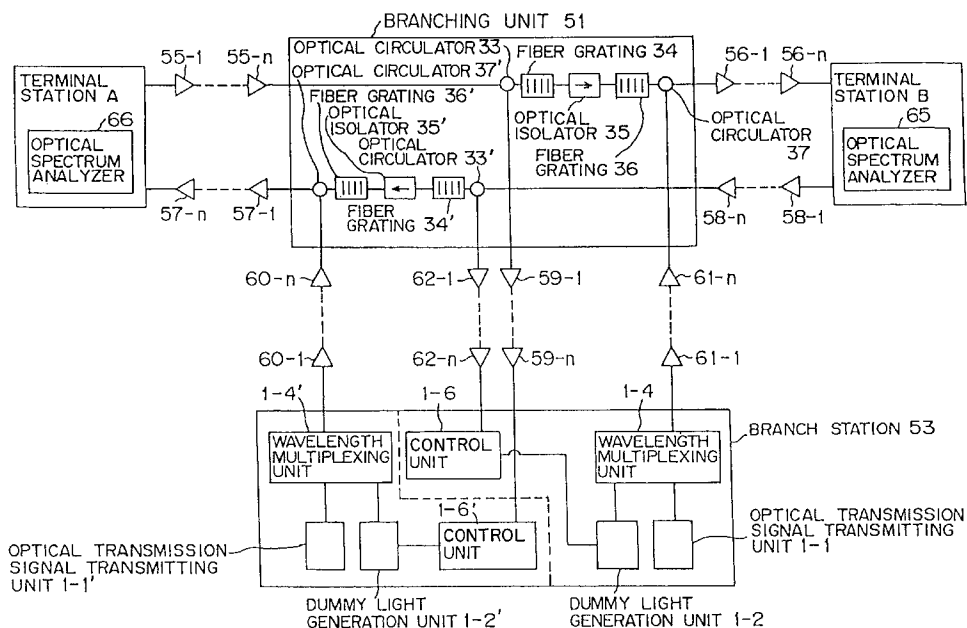 BRANCHING UNIT 51
OPTICAL CIRCULATOR 33
OPTICAL CIRCULATOR 37'
FIBER GRATING 34
55-1
55-n
56-1
56-n
TERMINAL
STATION A
66
OPTICAL
SPECTRUM
ANALYZER
FIBER GRATING 36'
OPTICAL
ISOLATOR 35'
OPTICAL
CIRCULATOR 33'
OPTICAL
ISOLATOR 35
FIBER
GRATING 36
OPTICAL
CIRCULATOR
37
TERMINAL
STATION B
65
OPTICAL
SPECTRUM
ANALYZER
57-n
57-1
FIBER
GRATING 34'
58-n
58-1
60-n
62-1
59-1
61-n
60-1
62-n
59-n
61-1
1-4'
1-6
1-4
WAVELENGTH
MULTIPLEXING
UNIT
CONTROL
UNIT
WAVELENGTH
MULTIPLEXING
UNIT
BRANCH STATION 53
1-6'
CONTROL
UNIT
OPTICAL TRANSMISSION
SIGNAL TRANSMITTING
UNIT 1-1'
OPTICAL TRANSMISSION
SIGNAL TRANSMITTING
UNIT 1-1
DUMMY LIGHT
GENERATION UNIT 1-2'
DUMMY LIGHT
GENERATION UNIT 1-2